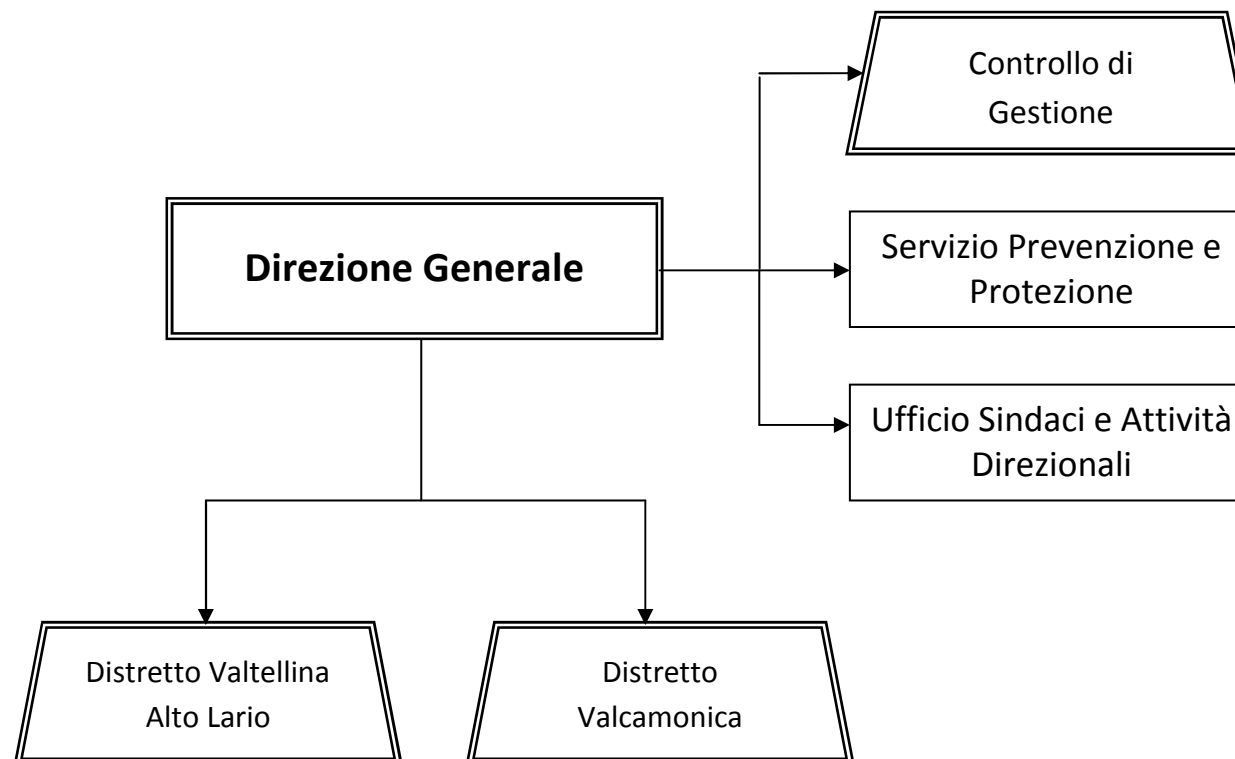 Controllo di
Gestione
Direzione Generale
Servizio Prevenzione e
Protezione
Ufficio Sindaci e Attività
Direzionali
Distretto Valtellina
Alto Lario
Distretto
Valcamonica